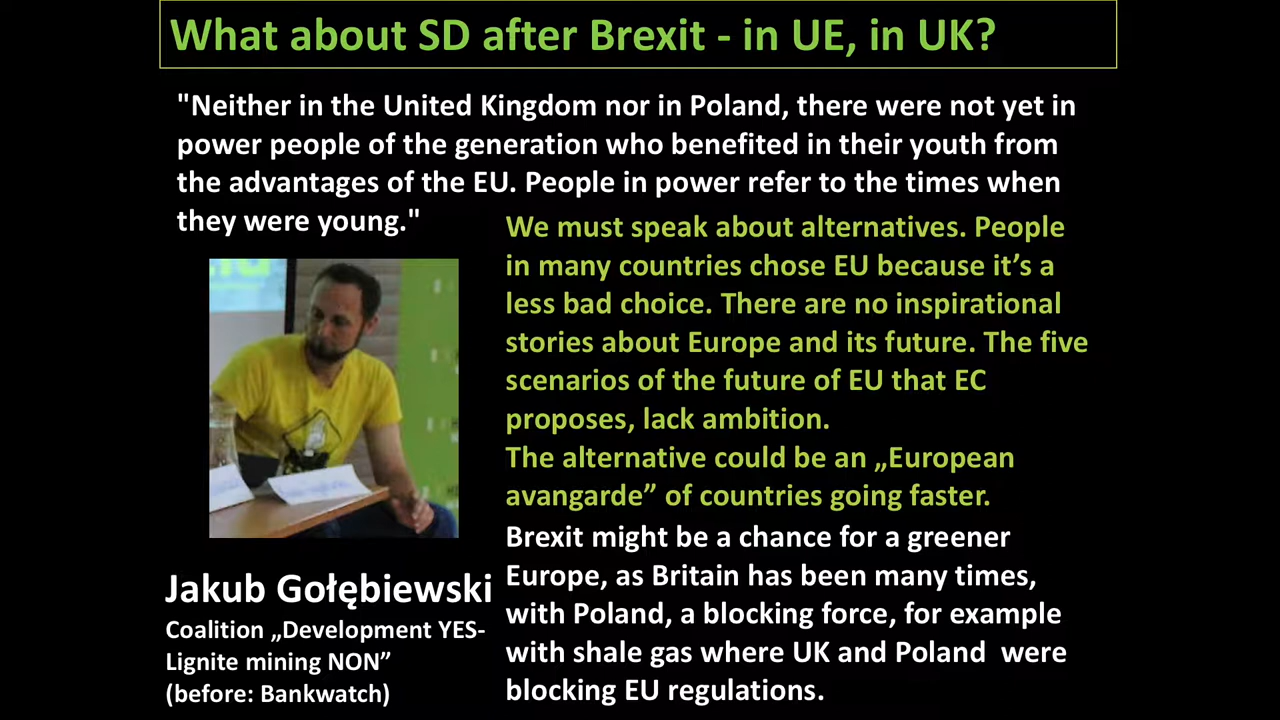 What about SD after Brexit - in UE, in UK?
"Neither in the United Kingdom nor in Poland, there were not yet in
power people of the generation who benefited in their youth from
the advantages of the EU. People in power refer to the times when
they were young."
We must speak about alternatives. People
in many countries chose EU because it’s a
less bad choice. There are no inspirational
stories about Europe and its future. The five
scenarios of the future of EU that EC
proposes, lack ambition.
The alternative could be an „European
avangarde” of countries going faster.
Brexit might be a chance for a greener
Europe, as Britain has been many times,
with Poland, a blocking force, for example
with shale gas where UK and Poland were
blocking EU regulations.
Jakub Gołębiewski
Coalition „Development YES-
Lignite mining NON”
(before: Bankwatch)